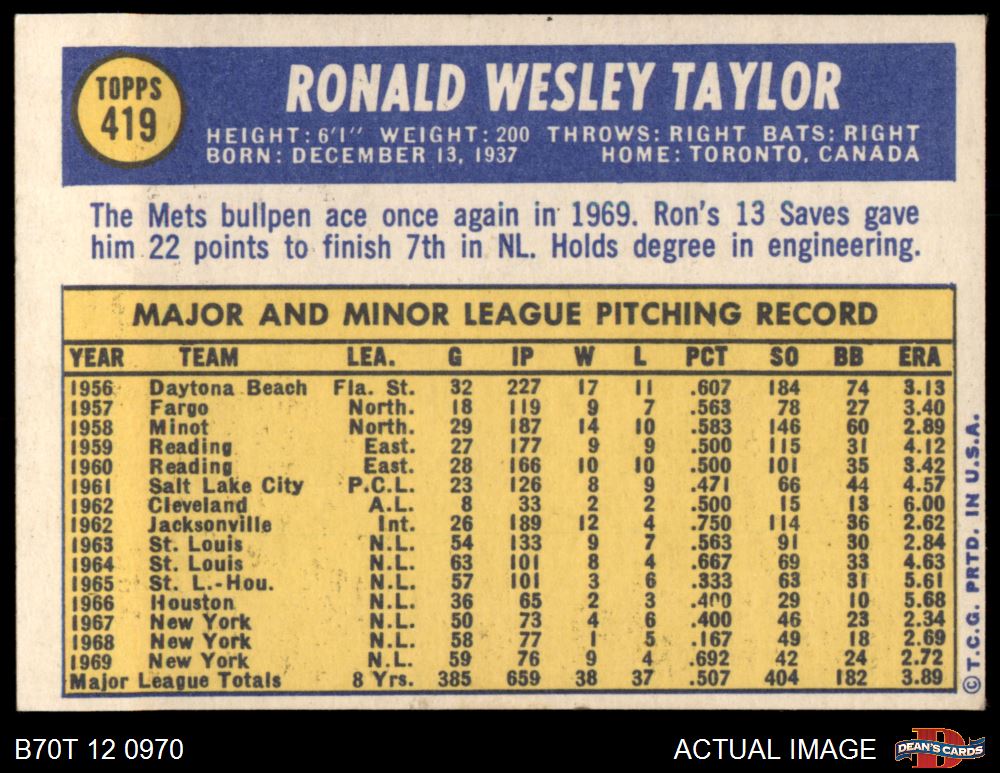 TOPPS
419
RONALD WESLEY TAYLOR
HEIGHT: 6'1" WEIGHT: 200 THROWS: RIGHT BATS: RIGHT
BORN: DECEMBER 13, 1937 HOME: TORONTO, CANADA
The Mets bullpen ace once again in 1969. Ron's 13 Saves gave
him 22 points to finish 7th in NL. Holds degree in engineering.
MAJOR AND MINOR LEAGUE PITCHING RECORD
YEAR TEAM LEA. G IP W L PCT SO BB ERA
1956 Daytona Beach Fla. St. 32 227 17 11 .607 184 74 3.13
1957 Fargo North. 18 119 9 7 .563 78 27 3.40
1958 Minot North. 29 187 14 10 .583 146 60 2.89
1959 Reading East. 27 177 9 9 .500 115 31 4.12
1960 Reading East. 28 166 10 10 .500 101 35 3.42
1961 Salt Lake City P.C.L. 23 126 8 9 .471 66 44 4.57
1962 Cleveland A.L. 8 33 2 2 .500 15 13 6.00
1962 Jacksonville Int. 26 189 12 4 .750 114 36 2.62
1963 St. Louis N.L. 54 133 9 7 .563 91 30 2.84
1964 St. Louis N.L. 63 101 8 4 .667 69 33 4.63
1965 St. L.-Hou. N.L. 57 101 3 6 .333 63 31 5.61
1966 Houston N.L. 36 65 2 3 .400 29 10 5.68
1967 New York N.L. 50 73 4 6 .400 46 23 2.34
1968 New York N.L. 58 77 1 5 .167 49 18 2.69
1969 New York N.L. 59 76 9 4 .692 42 24 2.72
Major League Totals 8 Yrs. 385 659 38 37 .507 404 182 3.89
© T.C.G. PRTD. IN U.S.A.
B70T 12 0970
ACTUAL IMAGE
D
DEAN'S CARDS